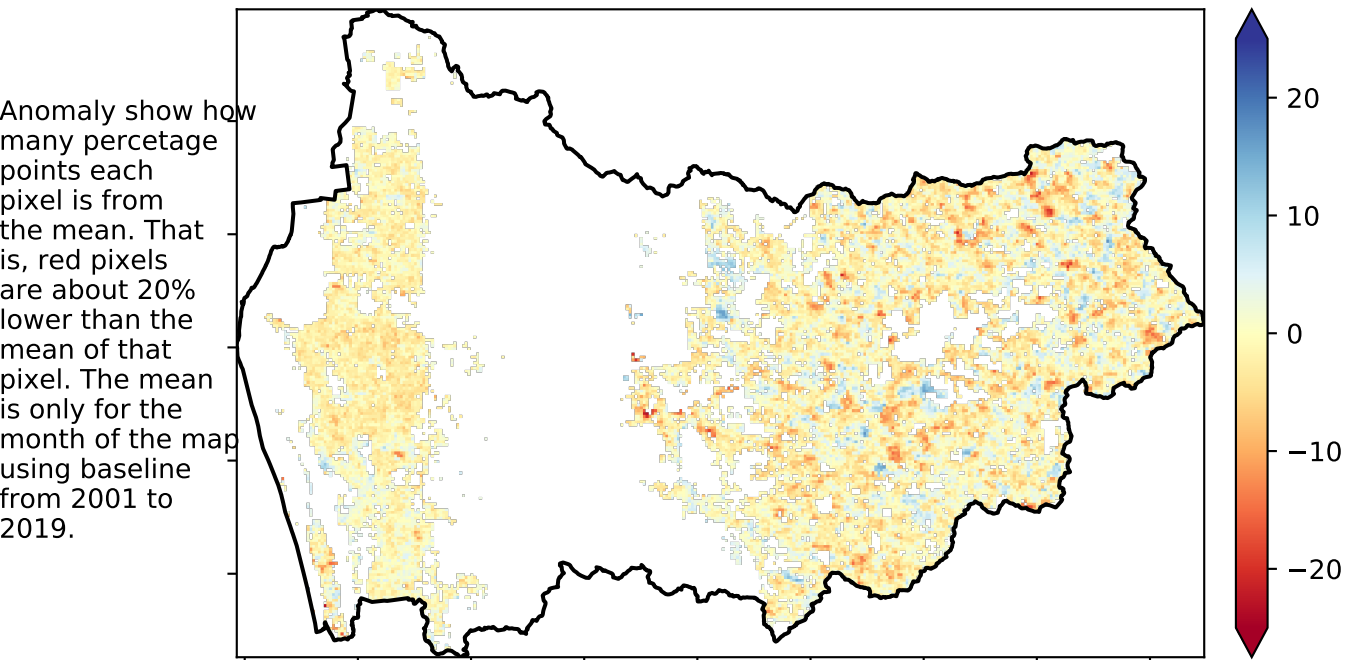 Anomaly show how
many percetage
points each
pixel is from
the mean. That
is, red pixels
are about 20%
lower than the
mean of that
pixel. The mean
is only for the
month of the map
using baseline
from 2001 to
2019.
20
10
0
−10
−20